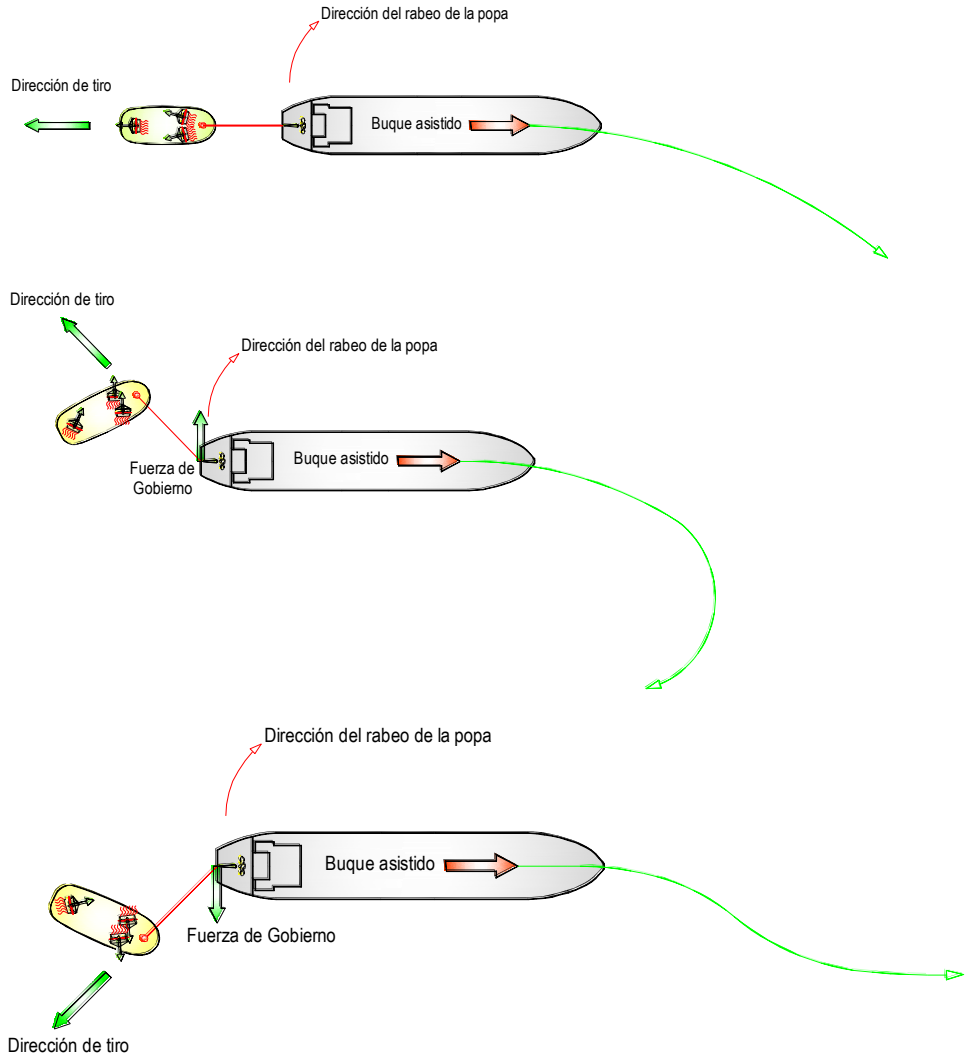 Dirección del rabeo de la popa
Dirección de tiro
Buque asistido
Dirección de tiro
Dirección del rabeo de la popa
Fuerza de
Gobierno
Buque asistido
Dirección del rabeo de la popa
Buque asistido
Fuerza de Gobierno
Dirección de tiro